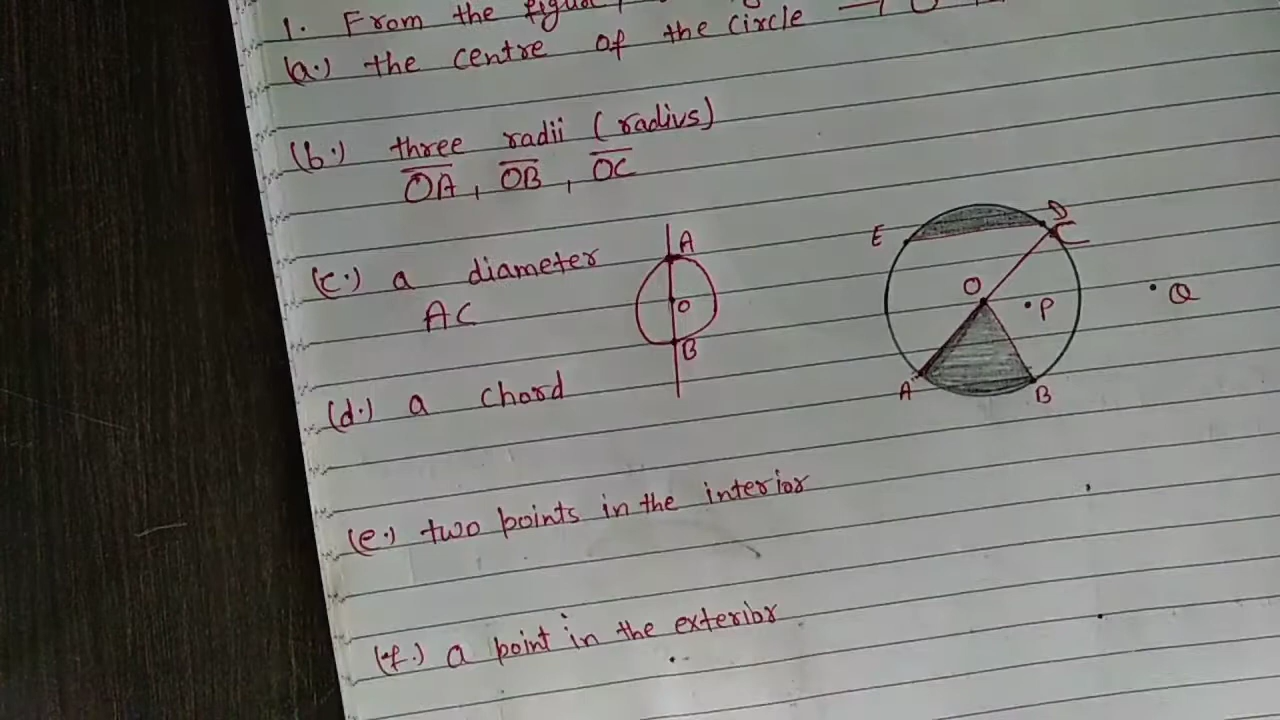 1. From the figu
(a.) the centre of the circle → O
(b.) three radii (radius)
OA, OB, OC
(c.) a diameter
AC
A
O
B
E
D
C
O
P
Q
A
B
(d.) a chord
(e.) two points in the interior
(f.) a point in the exterior